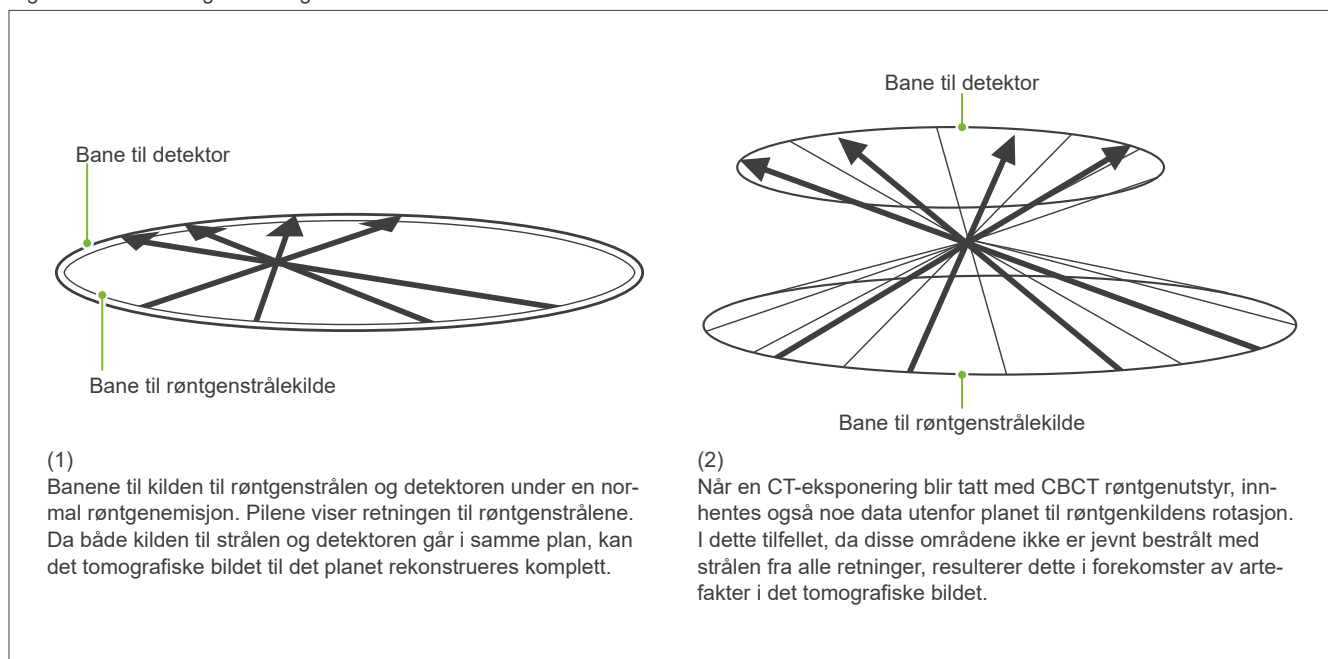 Bane til detektor
Bane til røntgenstrålekilde
(1)
Banene til kilden til røntgenstrålen og detektoren under en nor-
mal røntgenemisjon. Pilene viser retningen til røntgenstrålene.
Da både kilden til strålen og detektoren går i samme plan, kan
det tomografiske bildet til det planet rekonstrueres komplett.
Bane til detektor
Bane til røntgenstrålekilde
(2)
Når en CT-eksponering blir tatt med CBCT røntgenutstyr, inn-
hentes også noe data utenfor planet til røntgenkildens rotasjon.
I dette tilfellet, da disse områdene ikke er jevnt bestrålt med
strålen fra alle retninger, resulterer dette i forekomster av arte-
fakter i det tomografiske bildet.